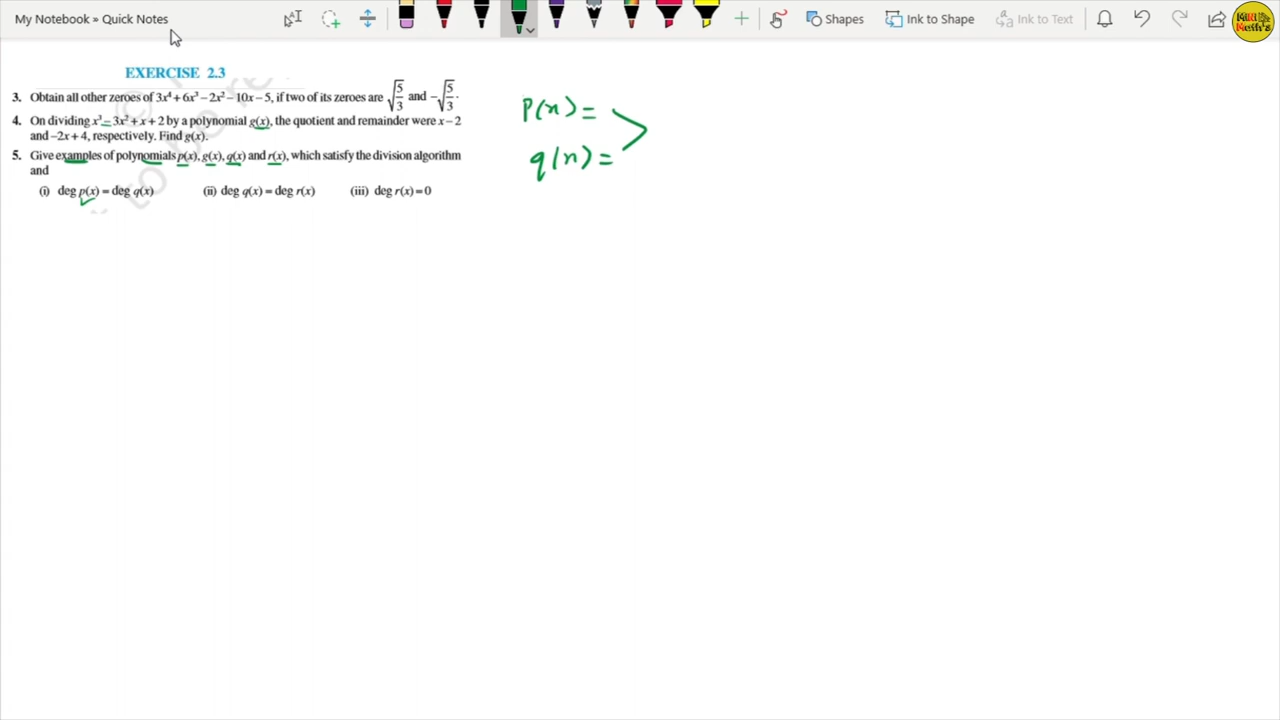 My Notebook » Quick Notes
Shapes
Ink to Shape
Ink to Text
EXERCISE 2.3
3. Obtain all other zeroes of 3x⁴ + 6x³ – 2x² – 10x – 5, if two of its zeroes are √(5/3) and –√(5/3).
4. On dividing x³ – 3x² + x + 2 by a polynomial g(x), the quotient and remainder were x – 2
and –2x + 4, respectively. Find g(x).
5. Give examples of polynomials p(x), g(x), q(x) and r(x), which satisfy the division algorithm
and
(i) deg p(x) = deg q(x) (ii) deg q(x) = deg r(x) (iii) deg r(x) = 0
P(x) =
q(x) =